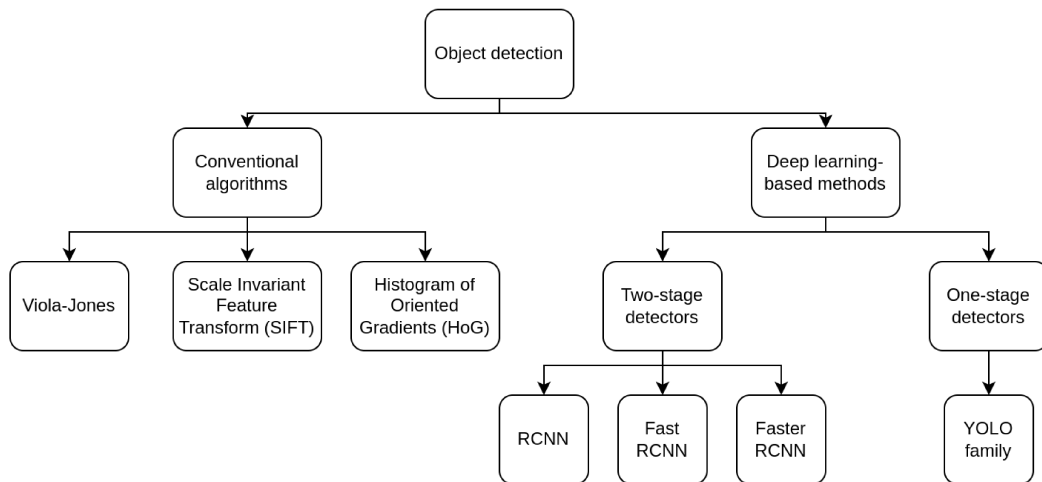 Object detection
Conventional
algorithms
Deep learning-
based methods
Viola-Jones
Scale Invariant
Feature
Transform (SIFT)
Histogram of
Oriented
Gradients (HoG)
Two-stage
detectors
One-stage
detectors
RCNN
Fast
RCNN
Faster
RCNN
YOLO
family